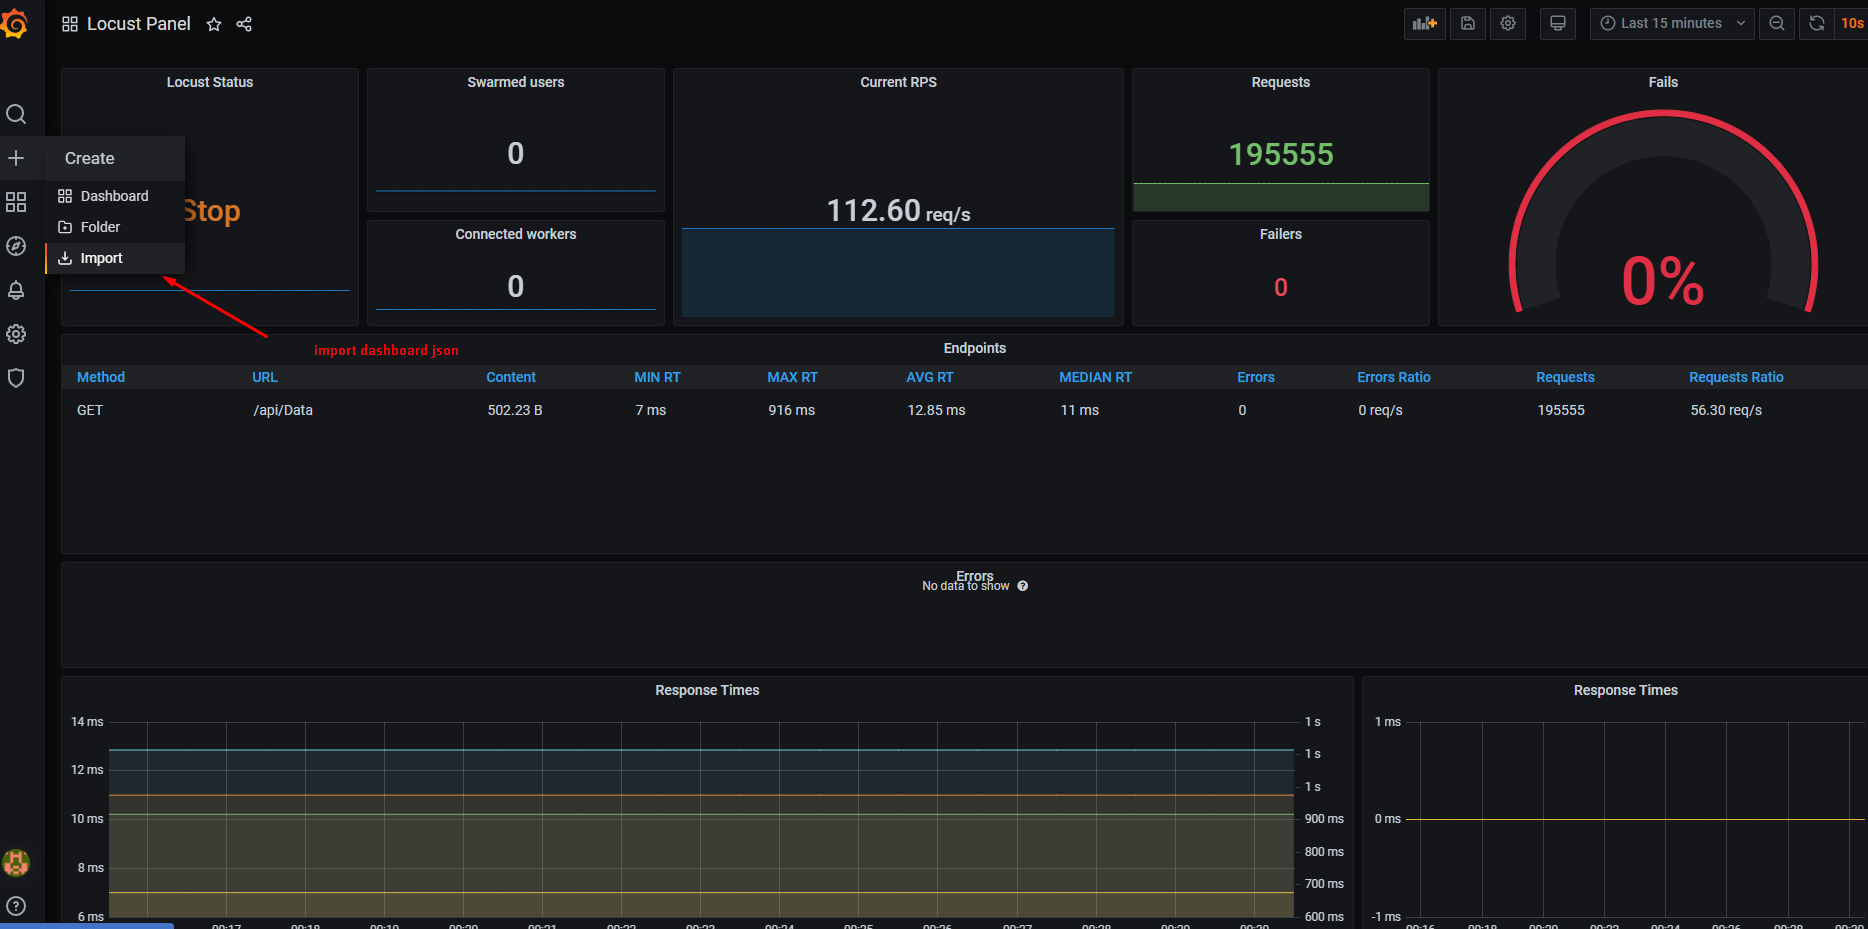 Locust Panel
Last 15 minutes
10s
Locust Status
Swarmed users
Current RPS
Requests
Fails
Create
Dashboard
Folder
Import
Stop
0
112.60 req/s
195555
0%
Connected workers
0
Failers
0
import dashboard json
Endpoints
Method URL Content MIN RT MAX RT AVG RT MEDIAN RT Errors Errors Ratio Requests Requests Ratio
GET /api/Data 502.23 B 7 ms 916 ms 12.85 ms 11 ms 0 0 req/s 195555 56.30 req/s
Errors
No data to show
Response Times
14 ms
12 ms
10 ms
8 ms
6 ms
1 s
1 s
1 s
900 ms
800 ms
700 ms
600 ms
Response Times
1 ms
0 ms
-1 ms